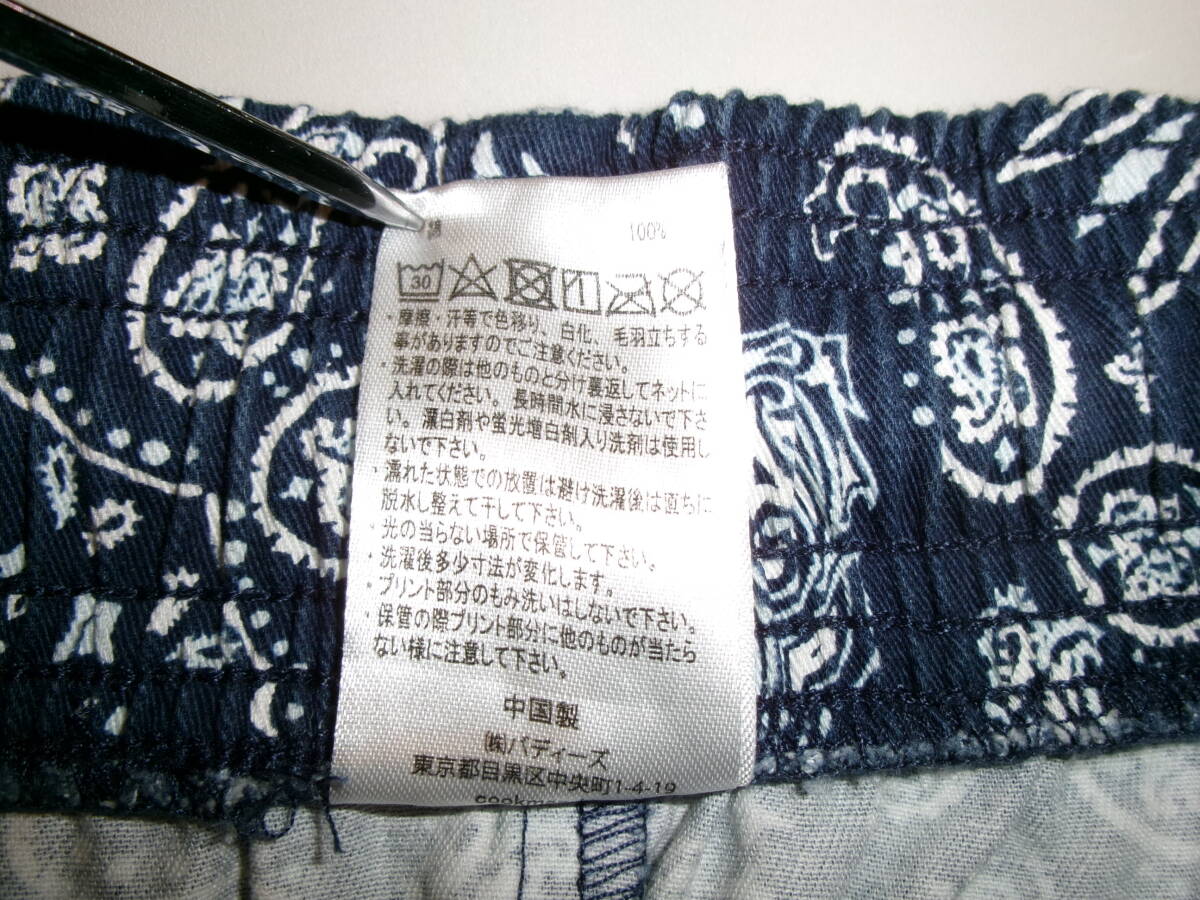 綿 100%
30
・摩擦・汗等で色移り、白化、毛羽立ちする
事がありますのでご注意ください。
・洗濯の際は他のものと分け裏返してネットに
入れてください。長時間水に浸さないで下さ
い。漂白剤や蛍光増白剤入り洗剤は使用し
ないで下さい。
・濡れた状態での放置は避け洗濯後は直ちに
脱水し整えて干して下さい。
・光の当らない場所で保管して下さい。
・洗濯後多少寸法が変化します。
・プリント部分のもみ洗いはしないで下さい。
・保管の際プリント部分に他のものが当たら
ない様に注意して下さい。
中国製
㈱バディーズ
東京都目黒区中央町1-4-19